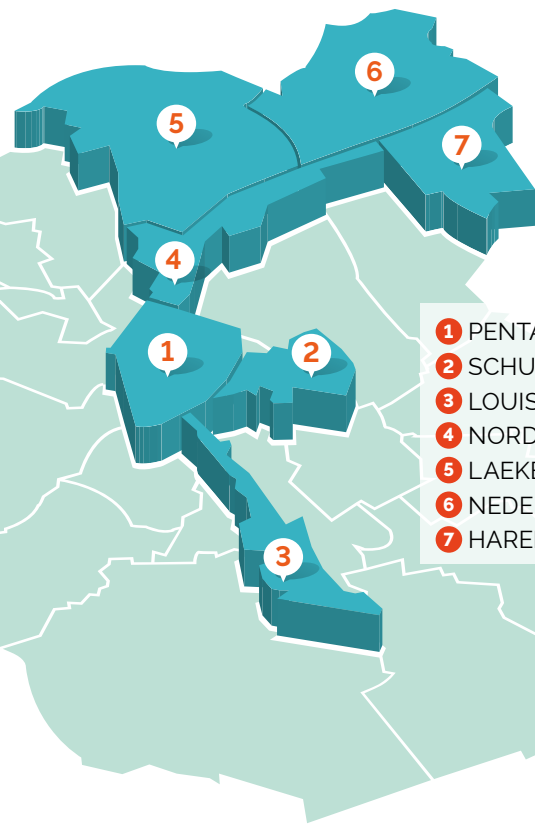 6
5
7
4
1
2
3
1 PENTA
2 SCHU
3 LOUIS
4 NORD
5 LAEKE
6 NEDE
7 HARE